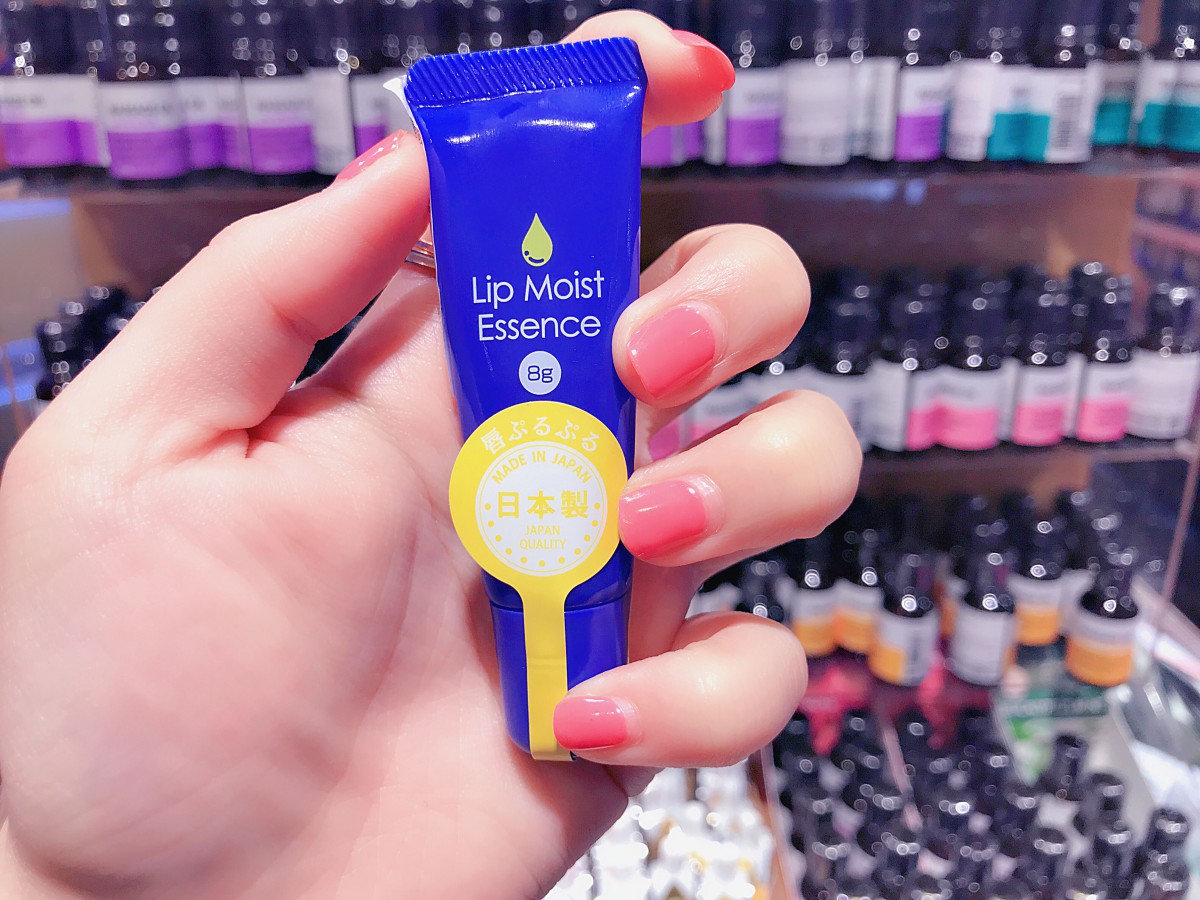 Lip Moist
Essence
8g
唇ぷるぷる
MADE IN JAPAN
日本製
JAPAN
QUALITY